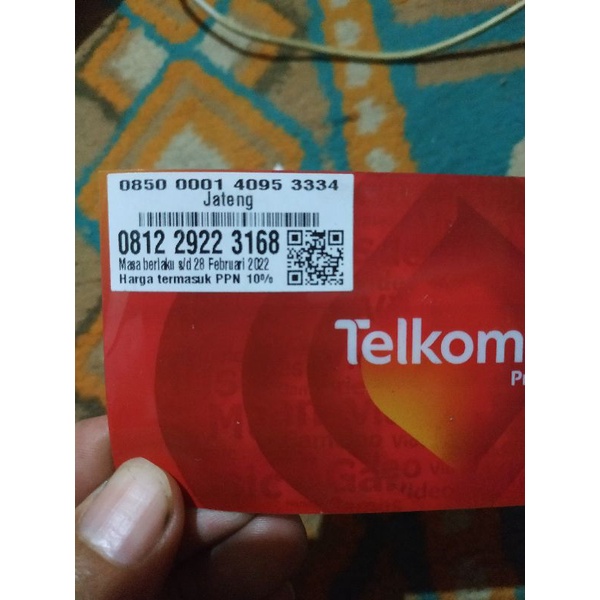 0850 0001 4095 3334
Jateng
0812 2922 3168
Masa berlaku s/d 28 Februari 2022
Harga termasuk PPN 10%
Telkom